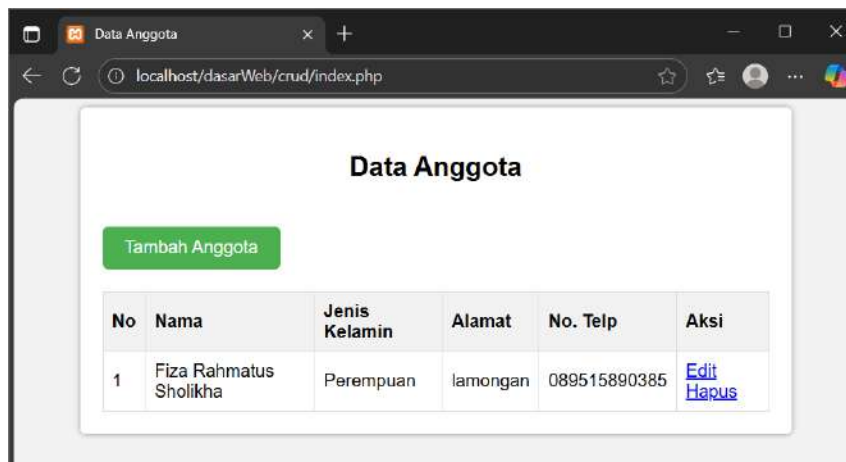 Data Anggota
localhost/dasarWeb/crud/index.php
Data Anggota
Tambah Anggota
No Nama Jenis Kelamin Alamat No. Telp Aksi
1 Fiza Rahmatus Sholikha Perempuan lamongan 089515890385 Edit Hapus